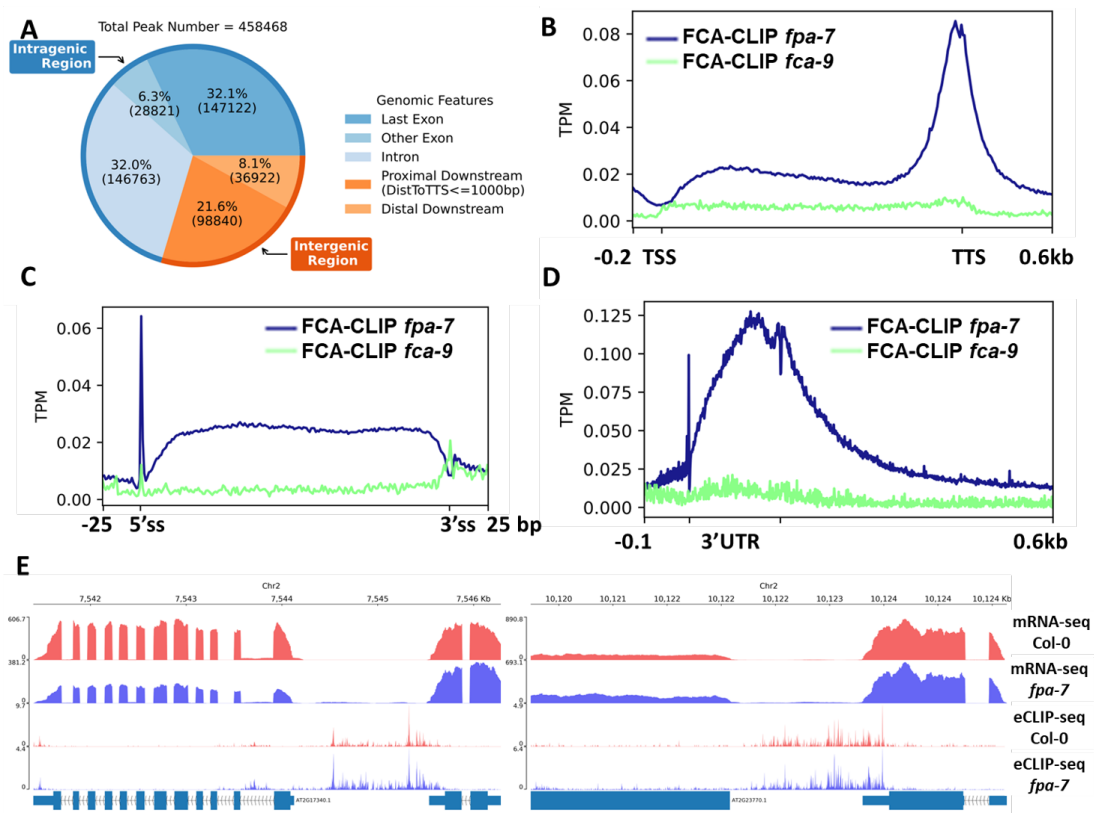 A
Total Peak Number = 458468
Intragenic
Region
6.3%
(28821)
32.1%
(147122)
32.0%
(146763)
8.1%
(36922)
21.6%
(98840)
Genomic Features
Last Exon
Other Exon
Intron
Proximal Downstream
(DistToTTS<=1000bp)
Distal Downstream
Intergenic
Region
B
FCA-CLIP fpa-7
FCA-CLIP fca-9
TPM
0.08
0.06
0.04
0.02
0.00
-0.2 TSS TTS 0.6kb
C
FCA-CLIP fpa-7
FCA-CLIP fca-9
TPM
0.06
0.04
0.02
0.00
-25 5'ss 3'ss 25 bp
D
FCA-CLIP fpa-7
FCA-CLIP fca-9
TPM
0.125
0.100
0.075
0.050
0.025
0.000
-0.1 3'UTR 0.6kb
E
Chr2
7,542 7,543 7,544 7,545 7,546 Kb
Chr2
10,120 10,121 10,122 10,122 10,122 10,123 10,124 10,124 10,124 Kb
606.7
0
890.8
0
mRNA-seq
Col-0
381.2
0
693.1
0
mRNA-seq
fpa-7
9.7
0
4.9
0
eCLIP-seq
Col-0
4.4
0
6.4
0
eCLIP-seq
fpa-7
AT2G17340.1
AT2G23770.1